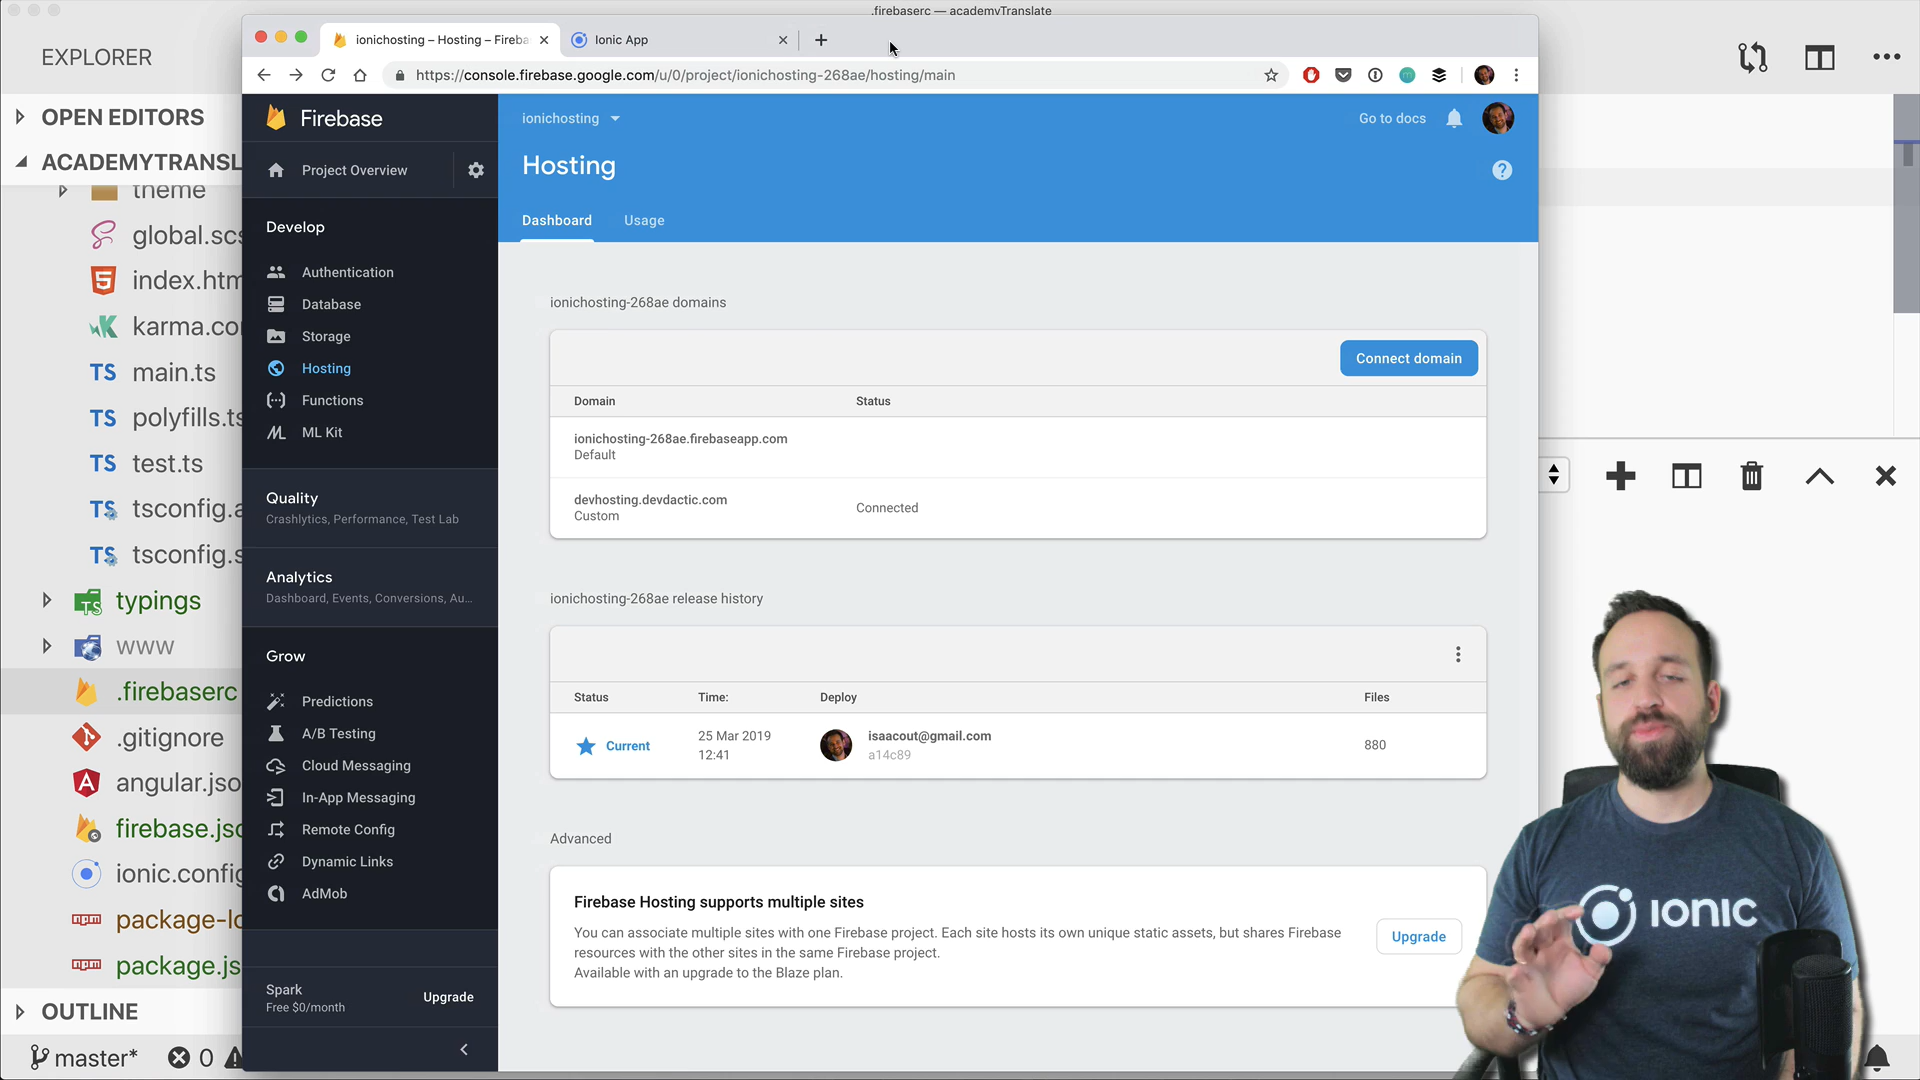 .firebaserc — academyTranslate
EXPLORER
OPEN EDITORS
ACADEMYTRANSL
theme
global.scs
index.htm
karma.co
TS main.ts
TS polyfills.ts
TS test.ts
TS tsconfig.a
TS tsconfig.s
TS typings
www
.firebaserc
.gitignore
angular.jso
firebase.jso
ionic.config
package-lo
package.js
OUTLINE
master*
0
ionichosting – Hosting – Fireba
Ionic App
https://console.firebase.google.com/u/0/project/ionichosting-268ae/hosting/main
Firebase
Project Overview
Develop
Authentication
Database
Storage
Hosting
Functions
ML Kit
Quality
Crashlytics, Performance, Test Lab
Analytics
Dashboard, Events, Conversions, Au...
Grow
Predictions
A/B Testing
Cloud Messaging
In-App Messaging
Remote Config
Dynamic Links
AdMob
Spark
Free $0/month
Upgrade
ionichosting
Go to docs
Hosting
Dashboard
Usage
ionichosting-268ae domains
Connect domain
Domain
Status
ionichosting-268ae.firebaseapp.com
Default
devhosting.devdactic.com
Custom
Connected
ionichosting-268ae release history
Status
Time:
Deploy
Files
Current
25 Mar 2019
12:41
isaacout@gmail.com
a14c89
880
Advanced
Firebase Hosting supports multiple sites
You can associate multiple sites with one Firebase project. Each site hosts its own unique static assets, but shares Firebase
resources with the other sites in the same Firebase project.
Available with an upgrade to the Blaze plan.
Upgrade
IONIC